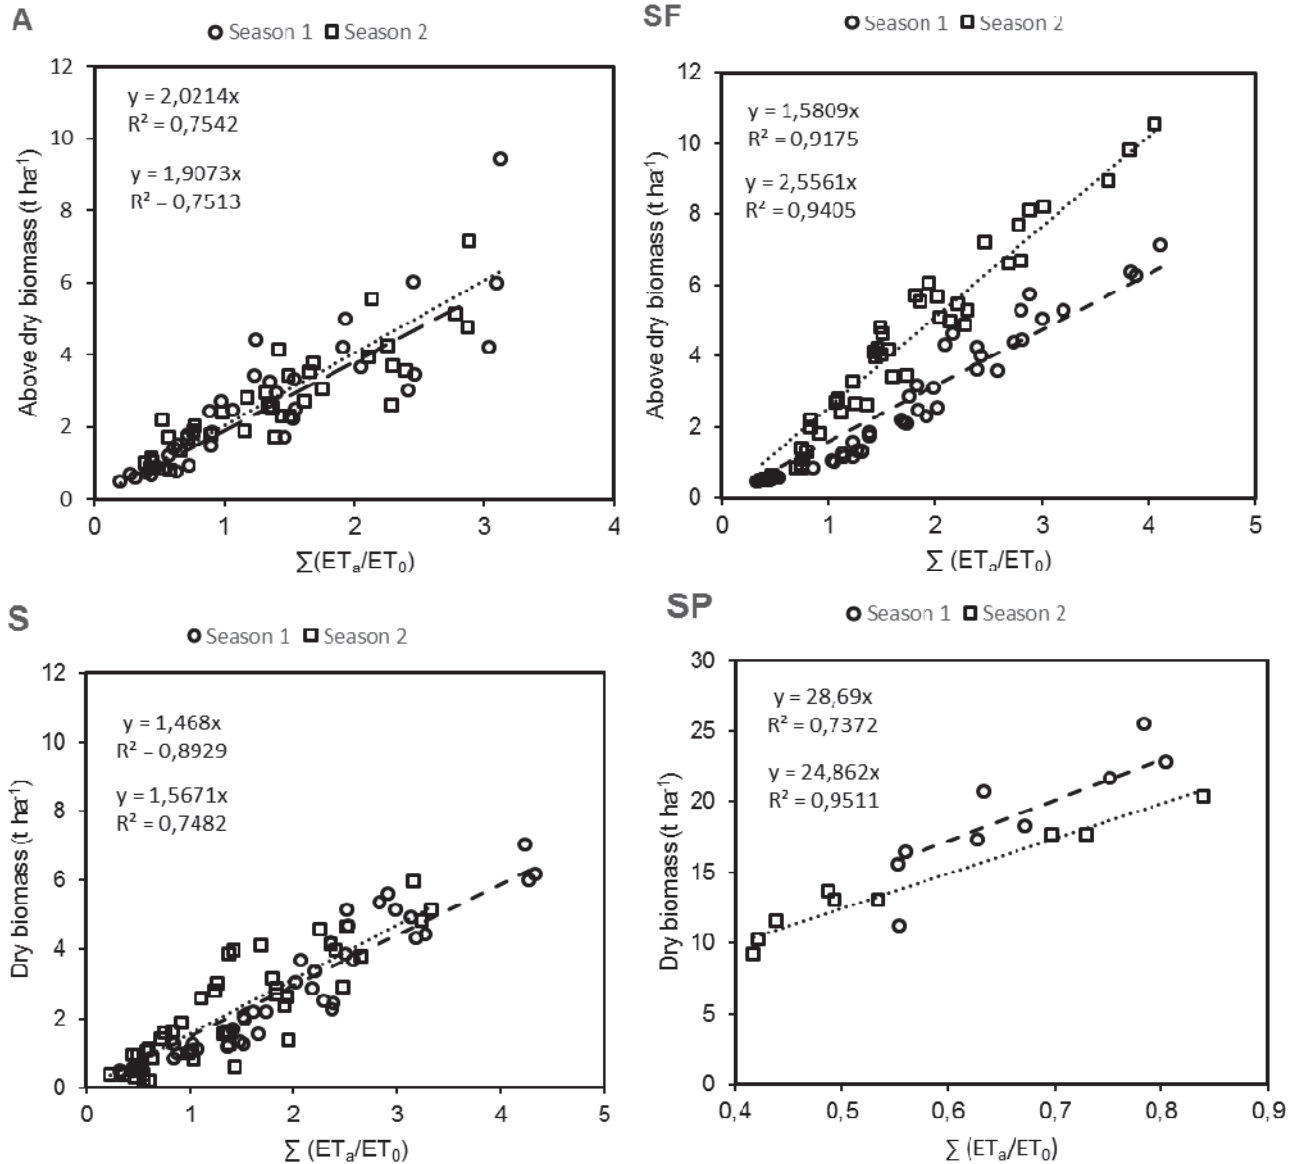 A
Season 1 Season 2
12
10
8
6
4
2
0
Above dry biomass (t ha⁻¹)
y = 2,0214x
R² = 0,7542
y = 1,9073x
R² – 0,7513
0 1 2 3 4
∑(ETₐ/ET₀)
SF
Season 1 Season 2
12
10
8
6
4
2
0
Above dry biomass (t ha⁻¹)
y = 1,5809x
R² = 0,9175
y = 2,5561x
R² = 0,9405
0 1 2 3 4 5
∑ (ETₐ/ET₀)
S
Season 1 Season 2
12
10
8
6
4
2
0
Dry biomass (t ha⁻¹)
y = 1,468x
R² – 0,8929
y = 1,5671x
R² = 0,7482
0 1 2 3 4 5
∑ (ETₐ/ET₀)
SP
Season 1 Season 2
30
25
20
15
10
5
0
Dry biomass (t ha⁻¹)
y = 28,69x
R² = 0,7372
y = 24,862x
R² = 0,9511
0,4 0,5 0,6 0,7 0,8 0,9
∑ (ETₐ/ET₀)